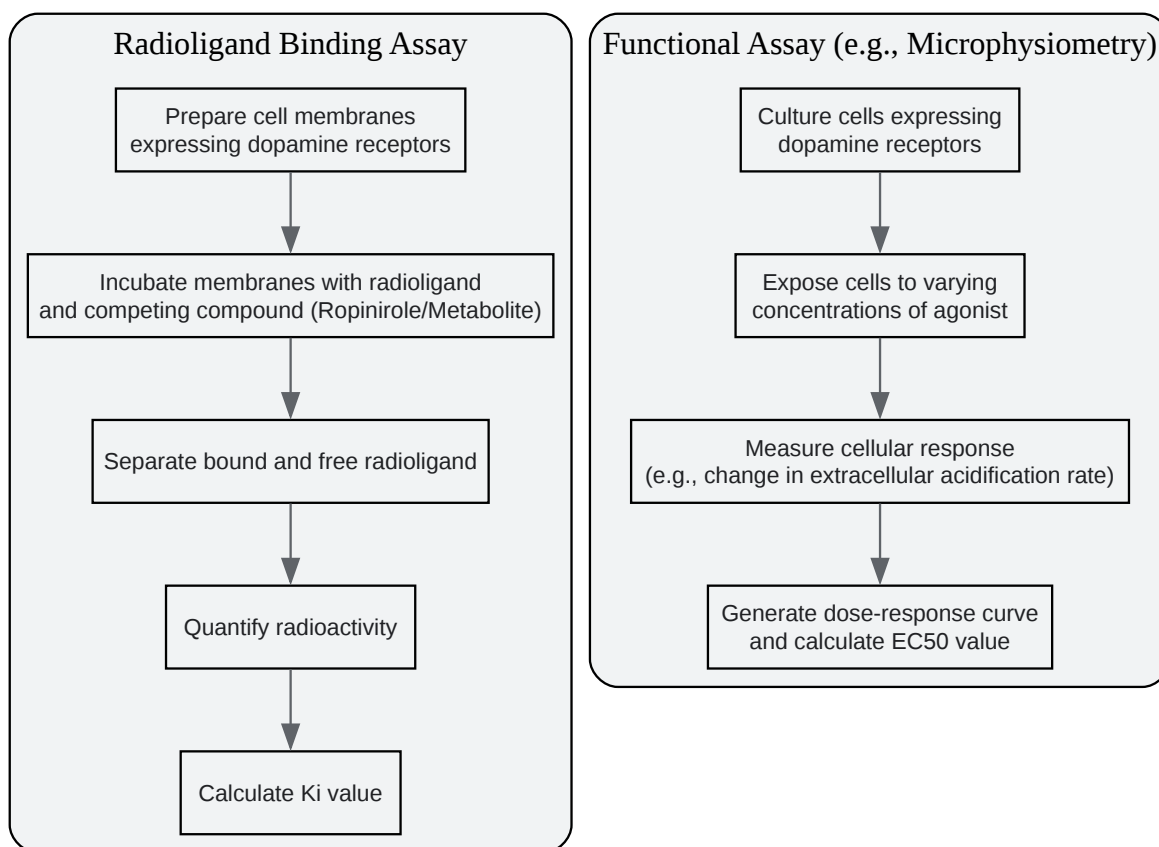 Radioligand Binding Assay
Prepare cell membranes
expressing dopamine receptors
Incubate membranes with radioligand
and competing compound (Ropinirole/Metabolite)
Separate bound and free radioligand
Quantify radioactivity
Calculate Ki value
Functional Assay (e.g., Microphysiometry)
Culture cells expressing
dopamine receptors
Expose cells to varying
concentrations of agonist
Measure cellular response
(e.g., change in extracellular acidification rate)
Generate dose-response curve
and calculate EC50 value